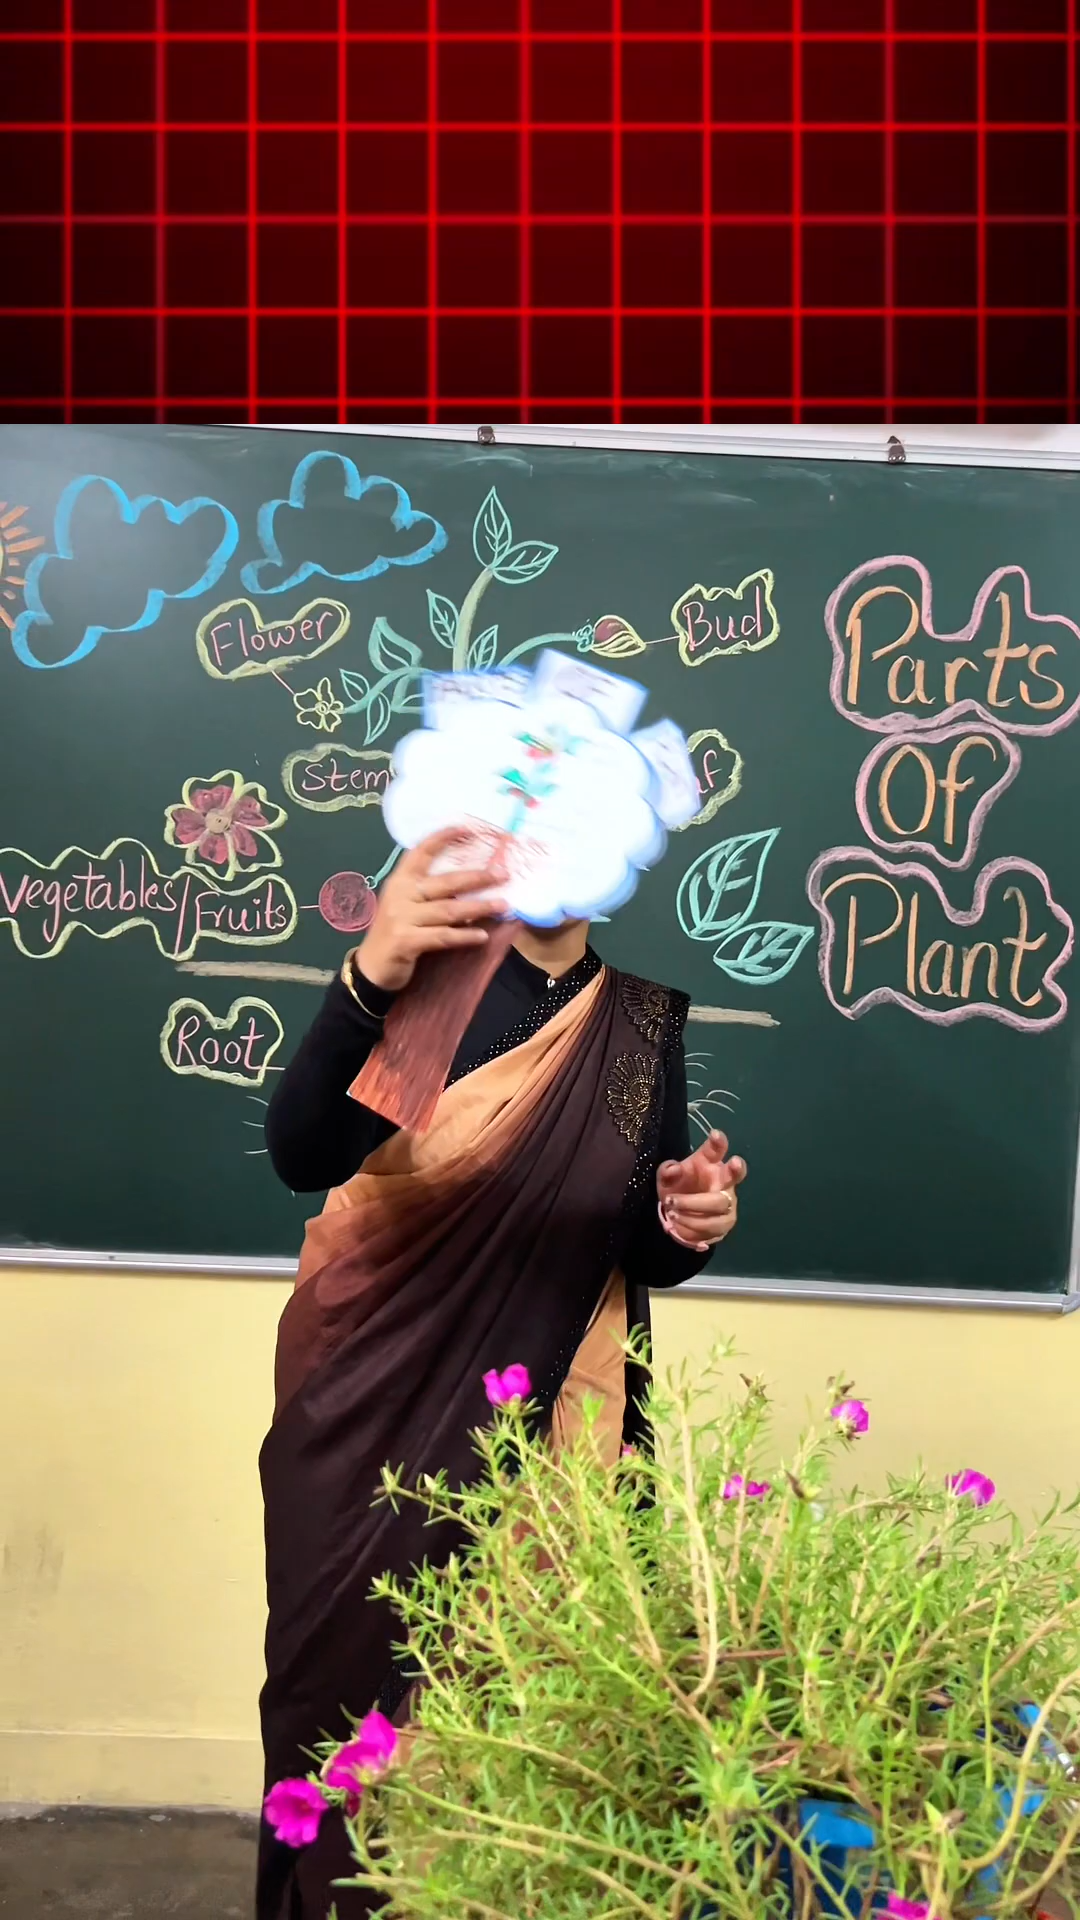 Flower
Bud
Stem
Vegetables/Fruits
Root
Parts
Of
Plant